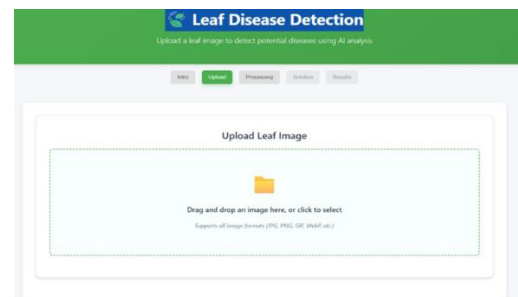 Leaf Disease Detection
Upload a leaf image to detect potential diseases using AI analysis
Intro Upload Processing Solution Results
Upload Leaf Image
Drag and drop an image here, or click to select
Supports all image formats (JPG, PNG, GIF, WebP, etc.)